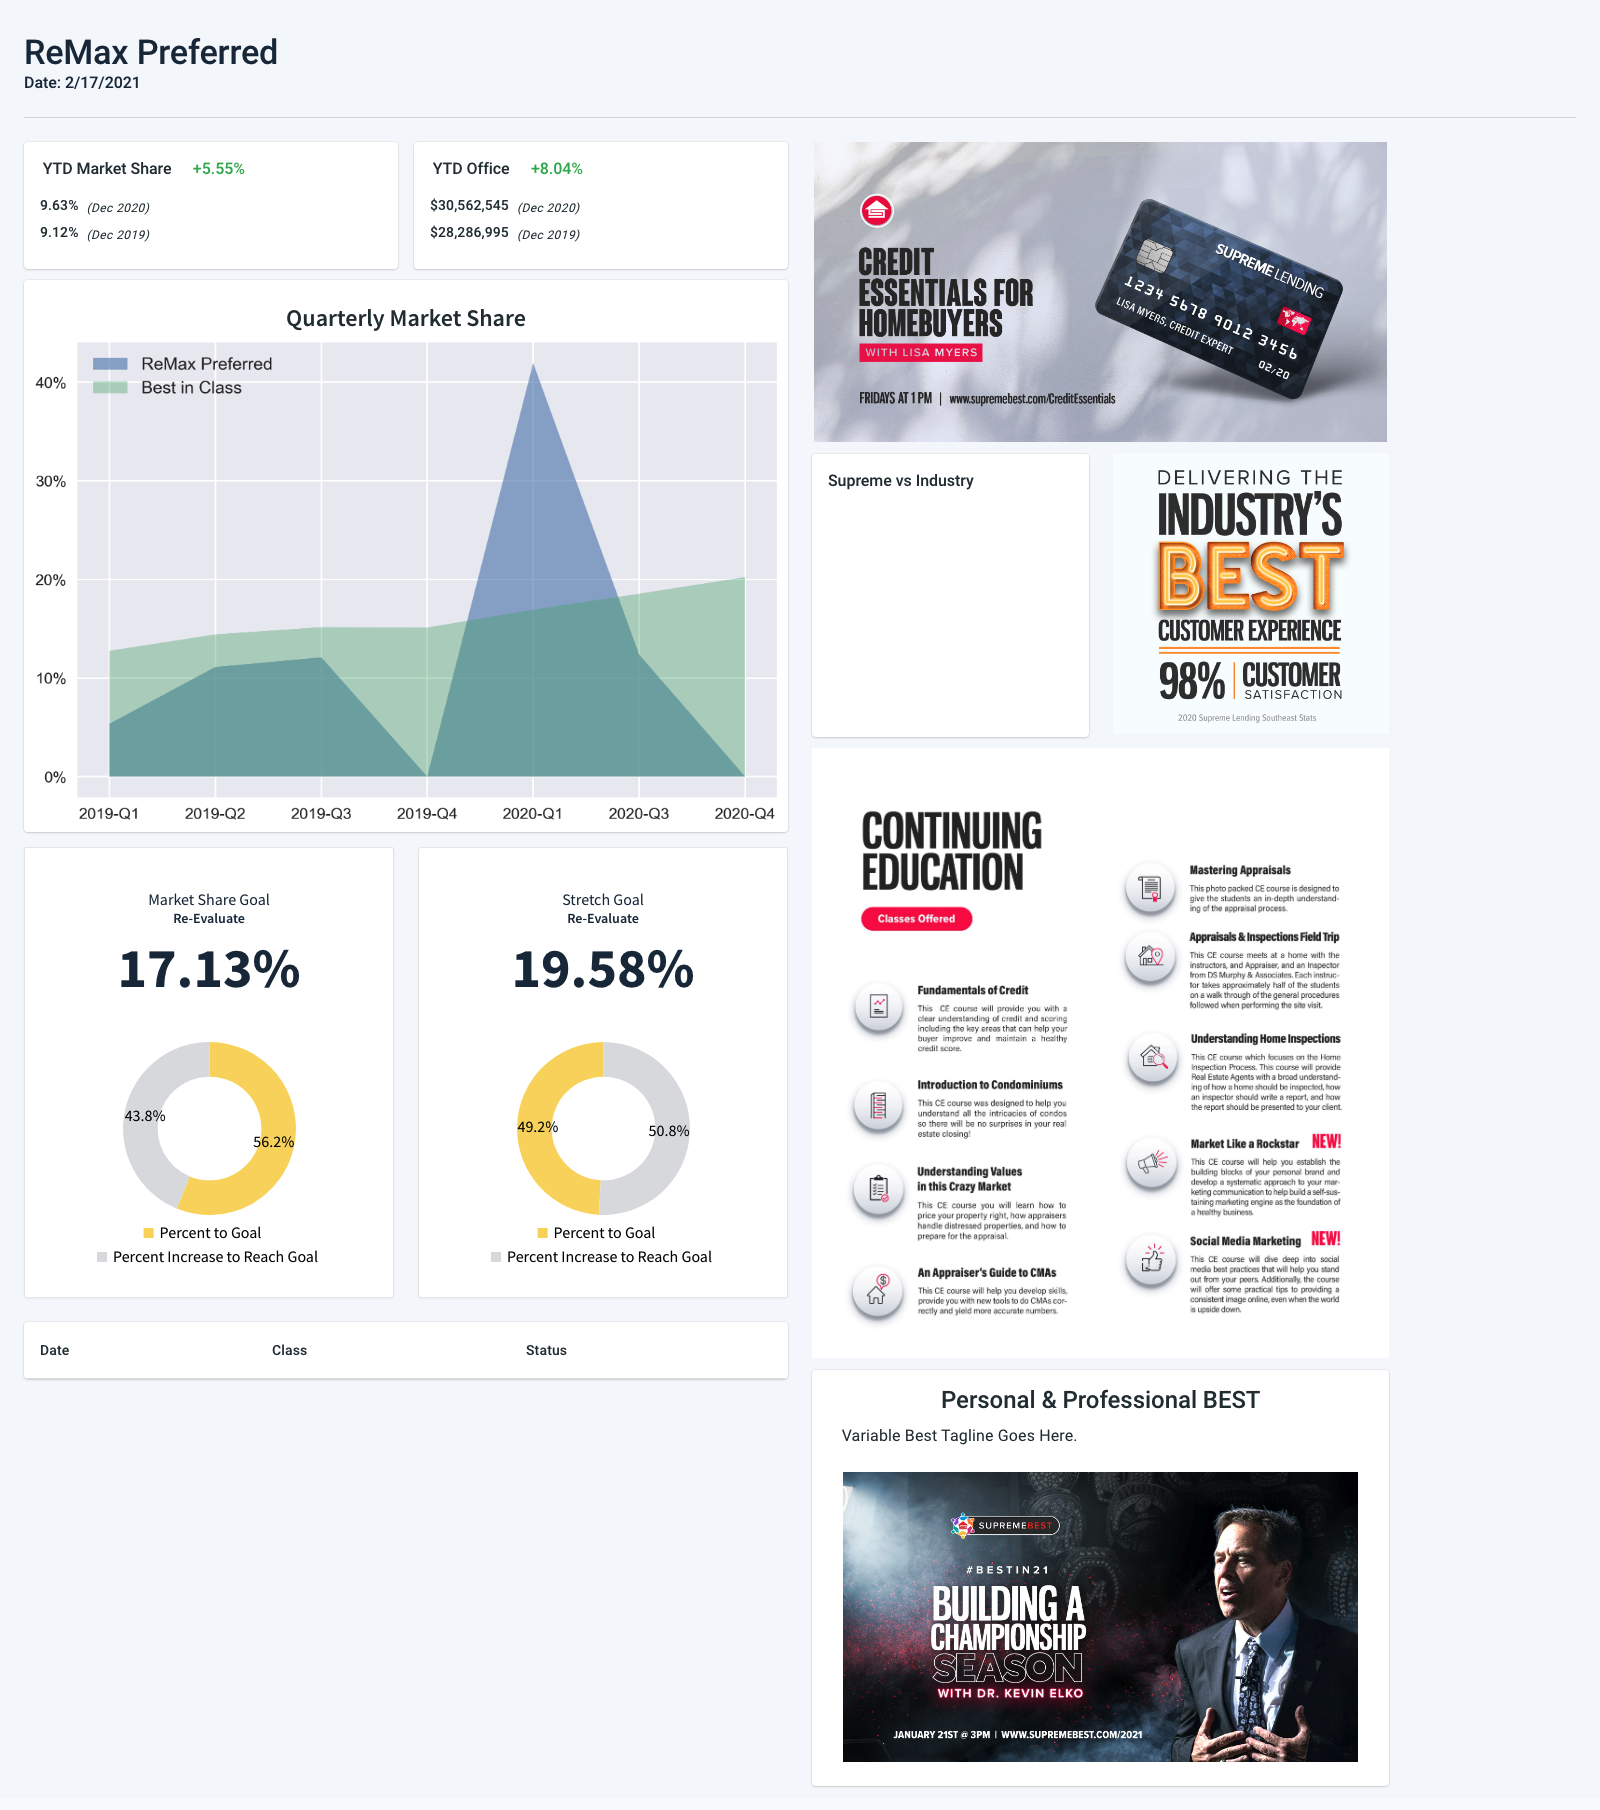 ReMax Preferred
Date: 2/17/2021
YTD Market Share +5.55%
9.63% (Dec 2020)
9.12% (Dec 2019)
YTD Office +8.04%
$30,562,545 (Dec 2020)
$28,286,995 (Dec 2019)
Quarterly Market Share
ReMax Preferred
Best in Class
40%
30%
20%
10%
0%
2019-Q1 2019-Q2 2019-Q3 2019-Q4 2020-Q1 2020-Q3 2020-Q4
Market Share Goal
Re-Evaluate
17.13%
43.8%
56.2%
Percent to Goal
Percent Increase to Reach Goal
Stretch Goal
Re-Evaluate
19.58%
49.2%
50.8%
Percent to Goal
Percent Increase to Reach Goal
Date Class Status
CREDIT
ESSENTIALS FOR
HOMEBUYERS
WITH LISA MYERS
FRIDAYS AT 1 PM | www.supremebest.com/CreditEssentials
SUPREME LENDING
1234 5678 9012 3456
LISA MYERS, CREDIT EXPERT
02/20
Supreme vs Industry
DELIVERING THE
INDUSTRY'S
BEST
CUSTOMER EXPERIENCE
98% CUSTOMER
SATISFACTION
2020 Supreme Lending Southeast Stats
CONTINUING
EDUCATION
Classes Offered
Fundamentals of Credit
This CE course will provide you with a
clear understanding of credit and scoring
including the key areas that can help your
buyer improve and maintain a healthy
credit score.
Introduction to Condominiums
This CE course was designed to help you
understand all the intricacies of condos
so there will be no surprises in your real
estate closing!
Understanding Values
in this Crazy Market
This CE course you will learn how to
price your property right, how appraisers
handle distressed properties, and how to
prepare for the appraisal.
An Appraiser's Guide to CMAs
This CE course will help you develop skills,
provide you with new tools to do CMAs cor-
rectly and yield more accurate numbers.
Mastering Appraisals
This photo packed CE course is designed to
give the students an in-depth understand-
ing of the appraisal process.
Appraisals & Inspections Field Trip
This CE course meets at a home with the
instructors, and Appraiser, and an Inspector
from DS Murphy & Associates. Each instruc-
tor takes approximately half of the students
on a walk through of the general procedures
followed when performing the site visit.
Understanding Home Inspections
This CE course which focuses on the Home
Inspection Process. This course will provide
Real Estate Agents with a broad understand-
ing of how a home should be inspected, how
an inspector should write a report, and how
the report should be presented to your client.
Market Like a Rockstar NEW!
This CE course will help you establish the
building blocks of your personal brand and
develop a systematic approach to your mar-
keting communication to help build a self-sus-
taining marketing engine as the foundation of
a healthy business.
Social Media Marketing NEW!
This CE course will dive deep into social
media best practices that will help you stand
out from your peers. Additionally, the course
will offer some practical tips to providing a
consistent image online, even when the world
is upside down.
Personal & Professional BEST
Variable Best Tagline Goes Here.
SUPREMEBEST
#BESTIN21
BUILDING A
CHAMPIONSHIP
SEASON
WITH DR. KEVIN ELKO
JANUARY 21ST @ 3PM | WWW.SUPREMEBEST.COM/2021